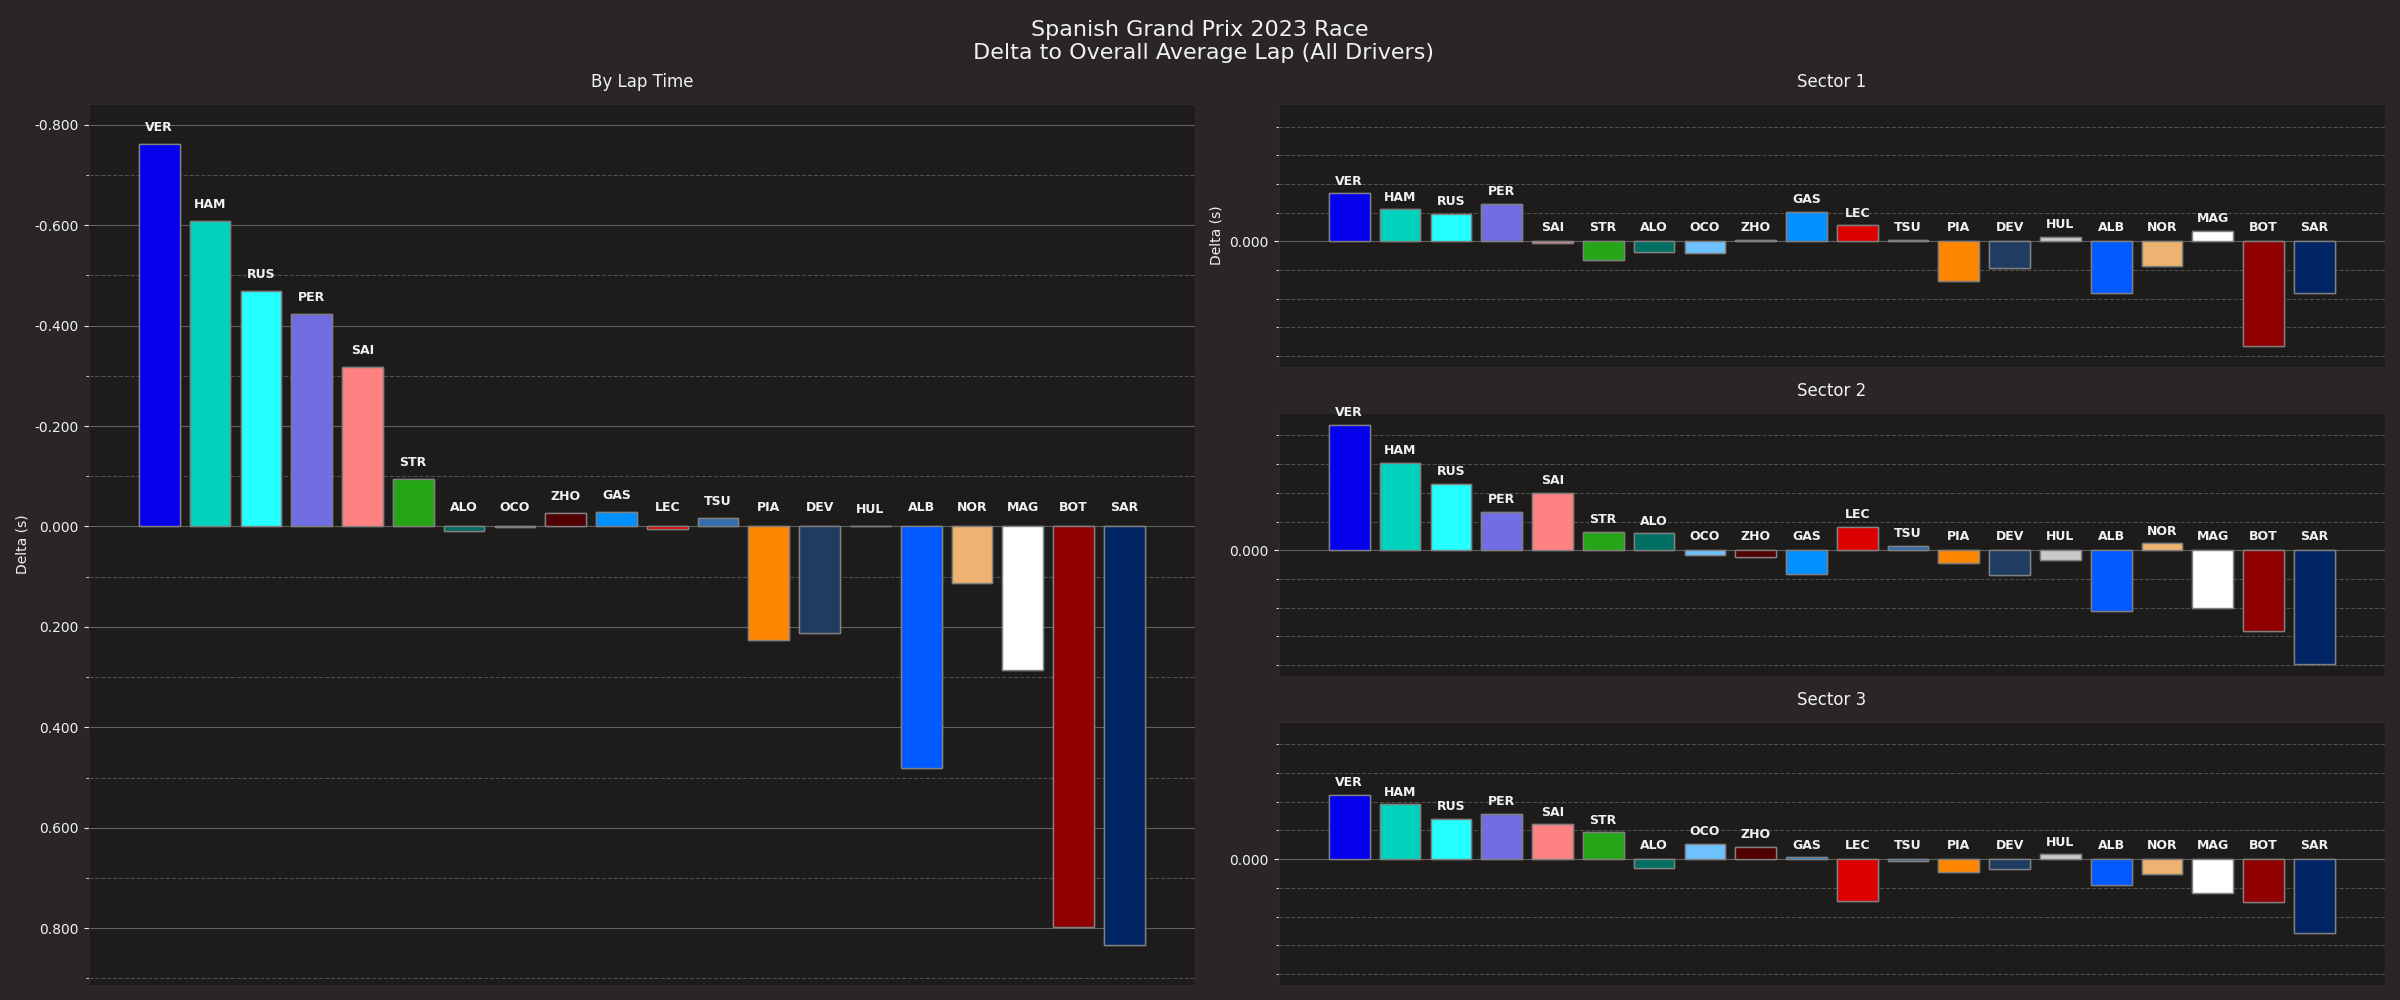 Spanish Grand Prix 2023 Race
Delta to Overall Average Lap (All Drivers)
By Lap Time
Delta (s)
-0.800
-0.600
-0.400
-0.200
0.000
0.200
0.400
0.600
0.800
VER
HAM
RUS
PER
SAI
STR
ALO
OCO
ZHO
GAS
LEC
TSU
PIA
DEV
HUL
ALB
NOR
MAG
BOT
SAR
Sector 1
Delta (s)
0.000
VER
HAM
RUS
PER
SAI
STR
ALO
OCO
ZHO
GAS
LEC
TSU
PIA
DEV
HUL
ALB
NOR
MAG
BOT
SAR
Sector 2
0.000
VER
HAM
RUS
PER
SAI
STR
ALO
OCO
ZHO
GAS
LEC
TSU
PIA
DEV
HUL
ALB
NOR
MAG
BOT
SAR
Sector 3
0.000
VER
HAM
RUS
PER
SAI
STR
ALO
OCO
ZHO
GAS
LEC
TSU
PIA
DEV
HUL
ALB
NOR
MAG
BOT
SAR